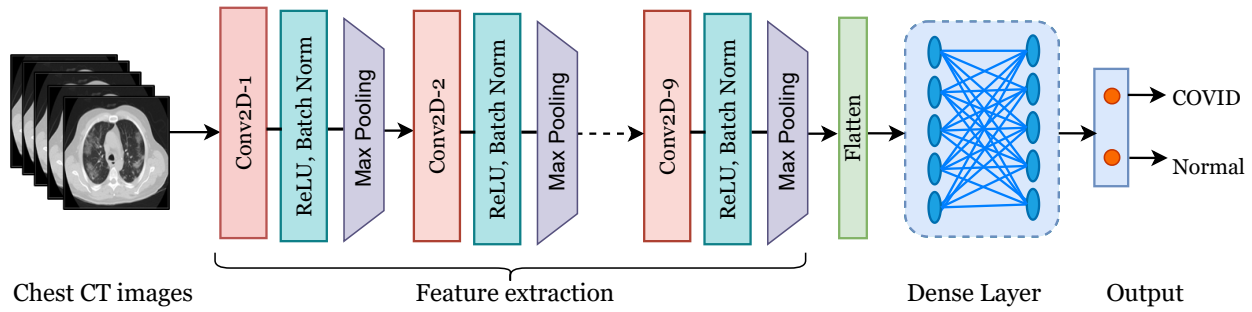 Conv2D-1
ReLU, Batch Norm
Max Pooling
Conv2D-2
ReLU, Batch Norm
Max Pooling
Conv2D-9
ReLU, Batch Norm
Max Pooling
Flatten
COVID
Normal
Chest CT images
Feature extraction
Dense Layer
Output